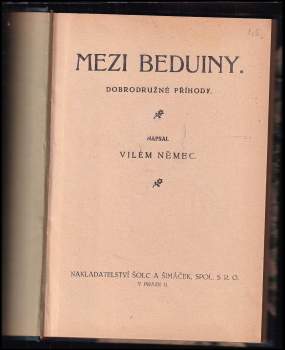 MEZI BEDUINY.
DOBRODRUŽNÉ PŘÍHODY.
NAPSAL
VILÉM NĚMEC.
NAKLADATELSTVÍ ŠOLC A ŠIMÁČEK, SPOL. S R. O.
V PRAZE II.